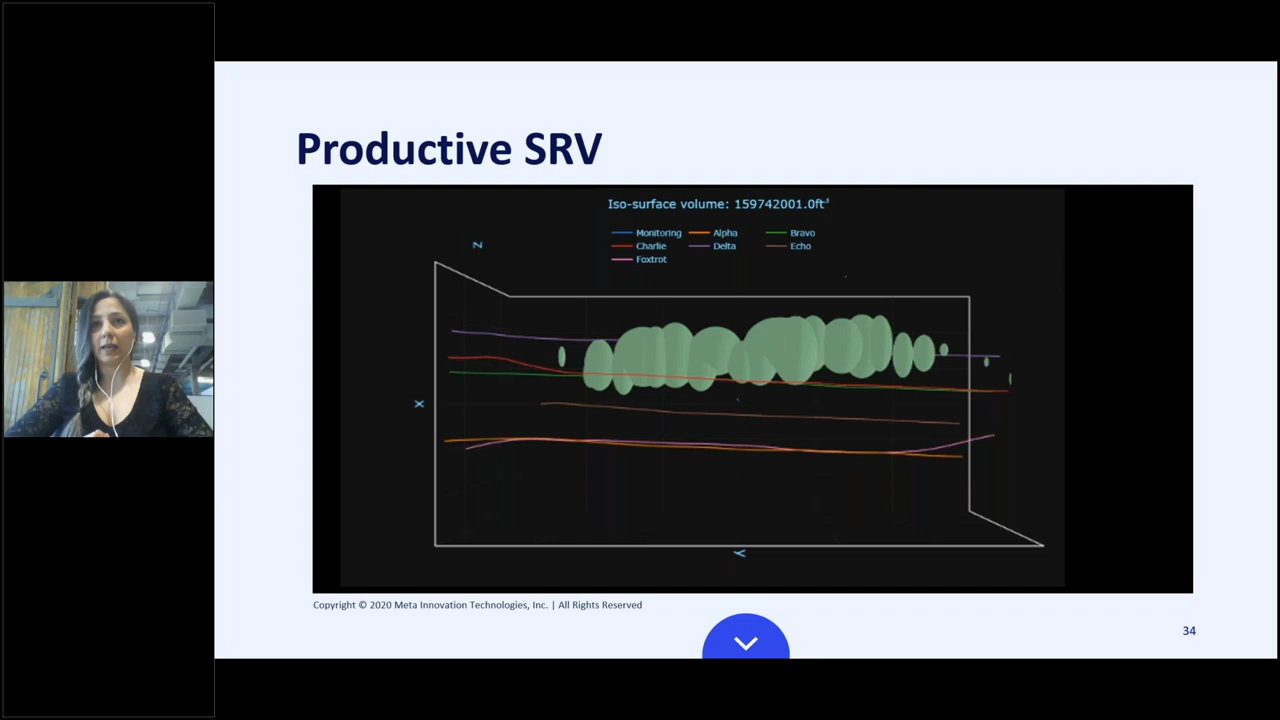 Productive SRV
Iso-surface volume: 159742001.0ft³
Monitoring Alpha Bravo
Charlie Delta Echo
Foxtrot
Z
X
Y
Copyright © 2020 Meta Innovation Technologies, Inc. | All Rights Reserved
34